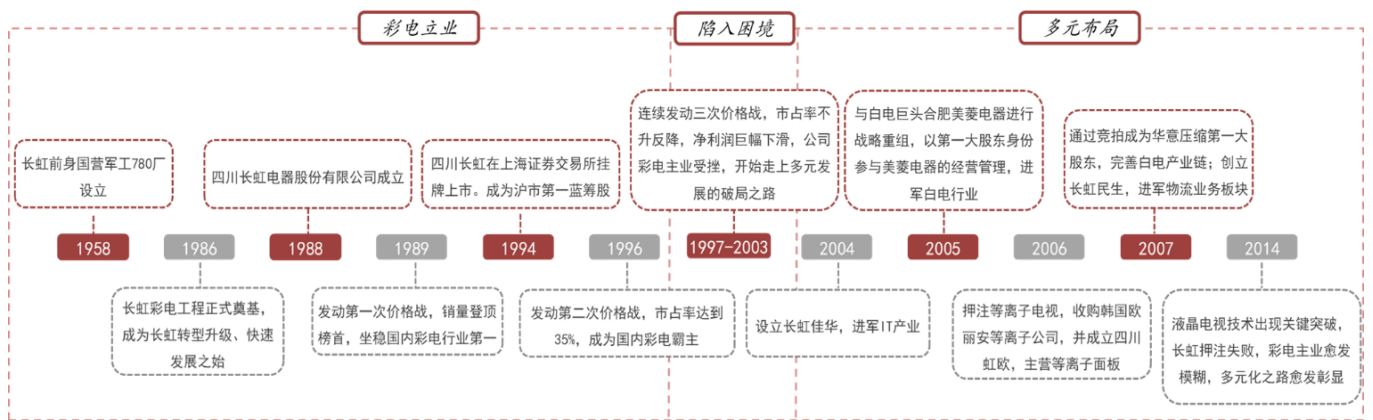 彩电立业
陷入困境
多元布局
长虹前身国营军工780厂
设立
四川长虹电器股份有限公司成立
四川长虹在上海证券交易所挂
牌上市。成为沪市第一蓝筹股
连续发动三次价格战，市占率不
升反降，净利润巨幅下滑，公司
彩电主业受挫，开始走上多元发
展的破局之路
与白电巨头合肥美菱电器进行
战略重组，以第一大股东身份
参与美菱电器的经营管理，进
军白电行业
通过竞拍成为华意压缩第一大
股东，完善白电产业链；创立
长虹民生，进军物流业务板块
1958
1986
1988
1989
1994
1996
1997-2003
2004
2005
2006
2007
2014
长虹彩电工程正式奠基，
成为长虹转型升级、快速
发展之始
发动第一次价格战，销量登顶
榜首，坐稳国内彩电行业第一
发动第二次价格战，市占率达到
35%，成为国内彩电霸主
设立长虹佳华，进军IT产业
押注等离子电视，收购韩国欧
丽安等离子公司，并成立四川
虹欧，主营等离子面板
液晶电视技术出现关键突破，
长虹押注失败，彩电主业愈发
模糊，多元化之路愈发彰显